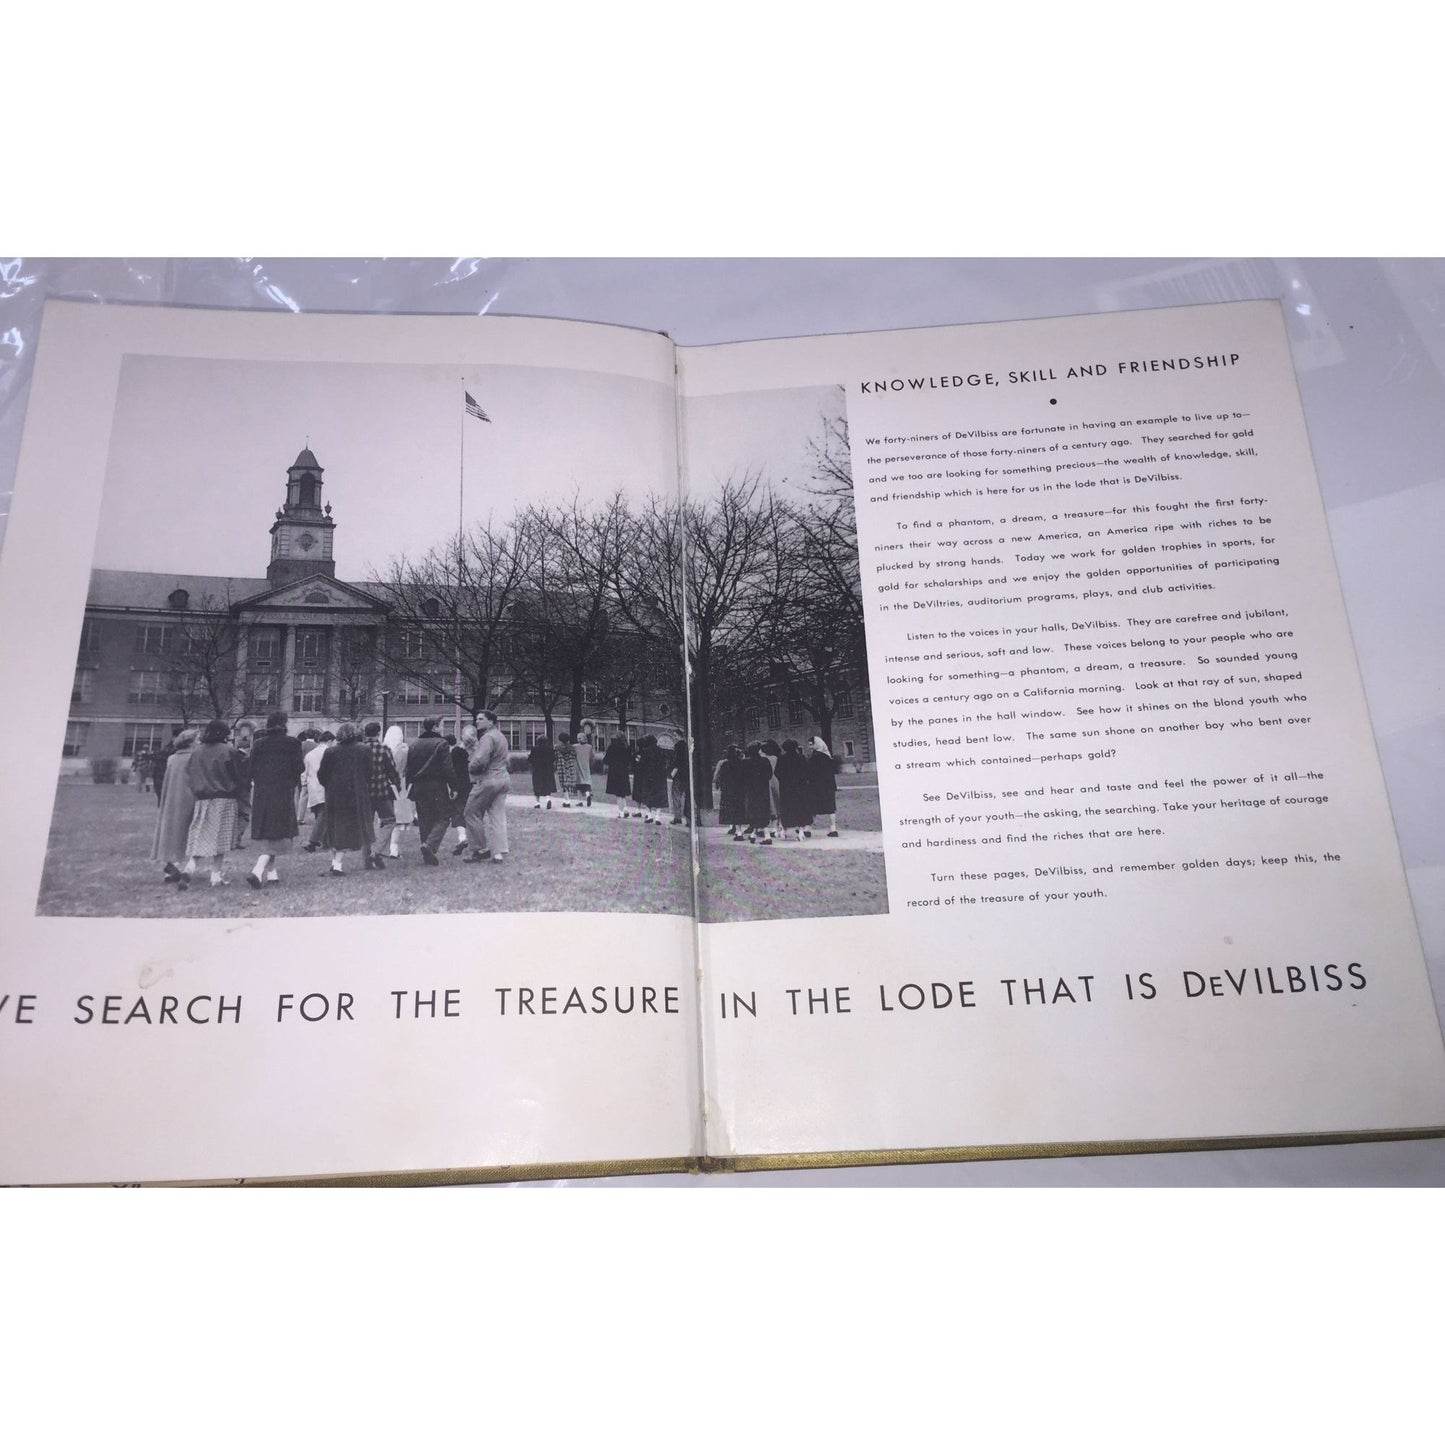 KNOWLEDGE, SKILL AND FRIENDSHIP
We forty-niners of DeVilbiss are fortunate in having an example to live up to—
the perseverance of those forty-niners of a century ago. They searched for gold
and we too are looking for something precious—the wealth of knowledge, skill,
and friendship which is here for us in the lode that is DeVilbiss.
To find a phantom, a dream, a treasure—for this fought the first forty-
niners their way across a new America, an America ripe with riches to be
plucked by strong hands. Today we work for golden trophies in sports, for
gold for scholarships and we enjoy the golden opportunities of participating
in the DeViltries, auditorium programs, plays, and club activities.
Listen to the voices in your halls, DeVilbiss. They are carefree and jubilant,
intense and serious, soft and low. These voices belong to your people who are
looking for something—a phantom, a dream, a treasure. So sounded young
voices a century ago on a California morning. Look at that ray of sun, shaped
by the panes in the hall window. See how it shines on the blond youth who
studies, head bent low. The same sun shone on another boy who bent over
a stream which contained—perhaps gold?
See DeVilbiss, see and hear and taste and feel the power of it all—the
strength of your youth—the asking, the searching. Take your heritage of courage
and hardiness and find the riches that are here.
Turn these pages, DeVilbiss, and remember golden days; keep this, the
record of the treasure of your youth.
E SEARCH FOR THE TREASURE IN THE LODE THAT IS DEVILBISS